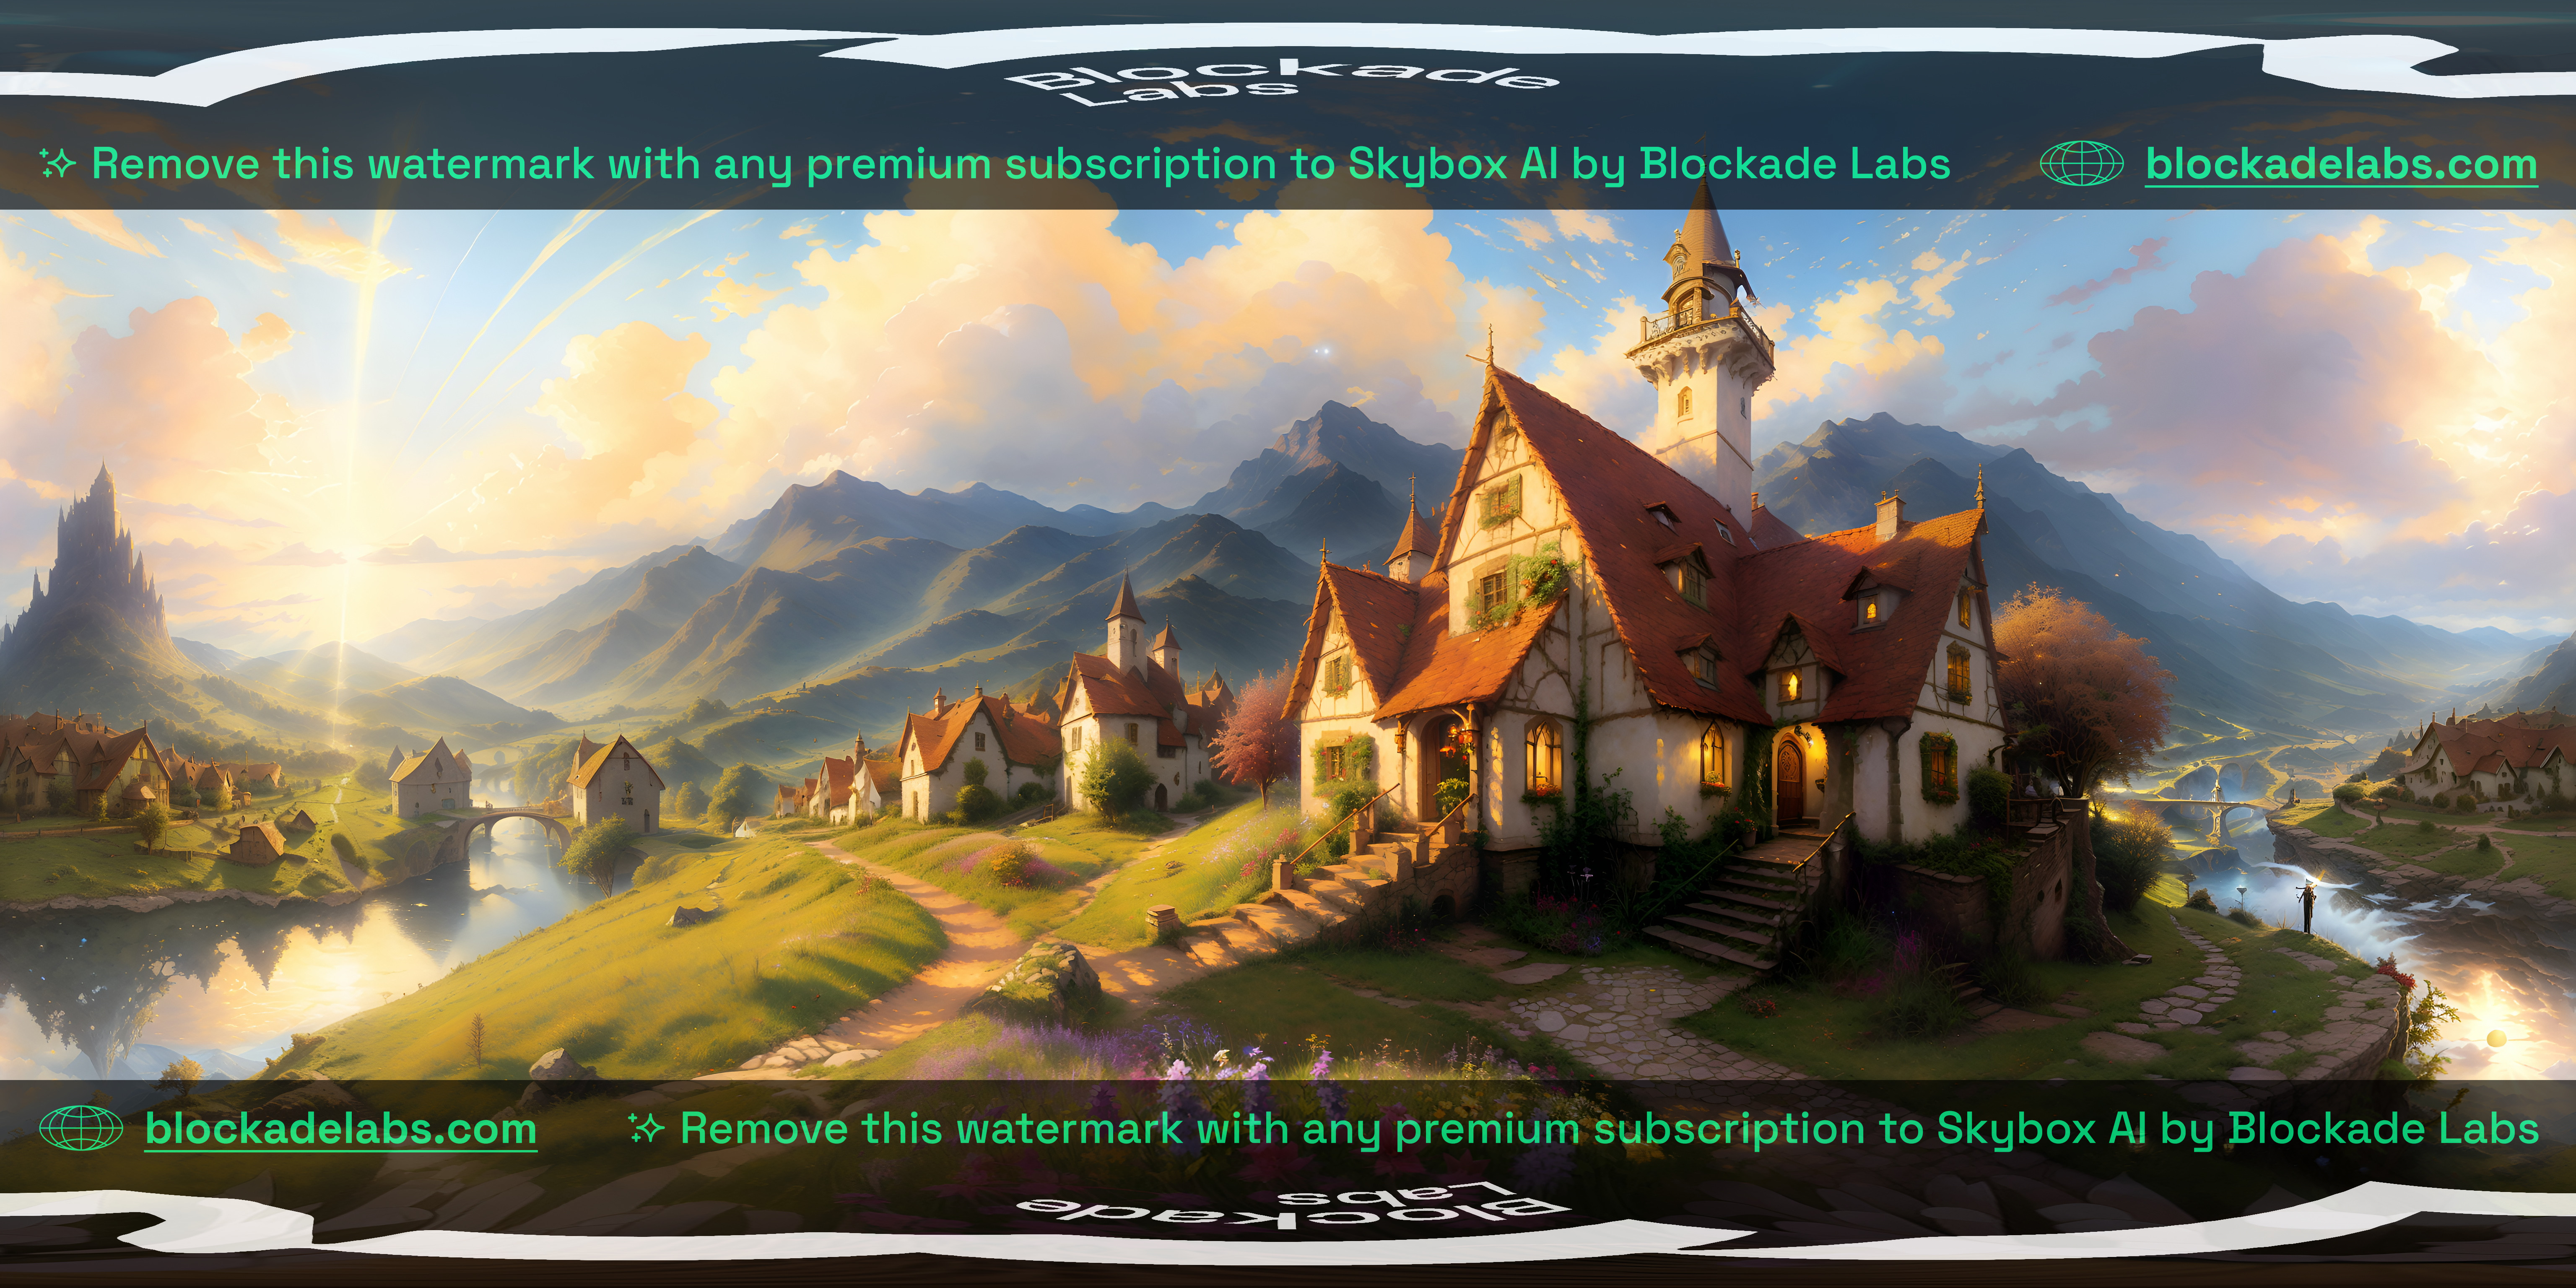 Blockade
Labs
Remove this watermark with any premium subscription to Skybox AI by Blockade Labs
blockadelabs.com
blockadelabs.com
Remove this watermark with any premium subscription to Skybox AI by Blockade Labs
Labs
Blockade